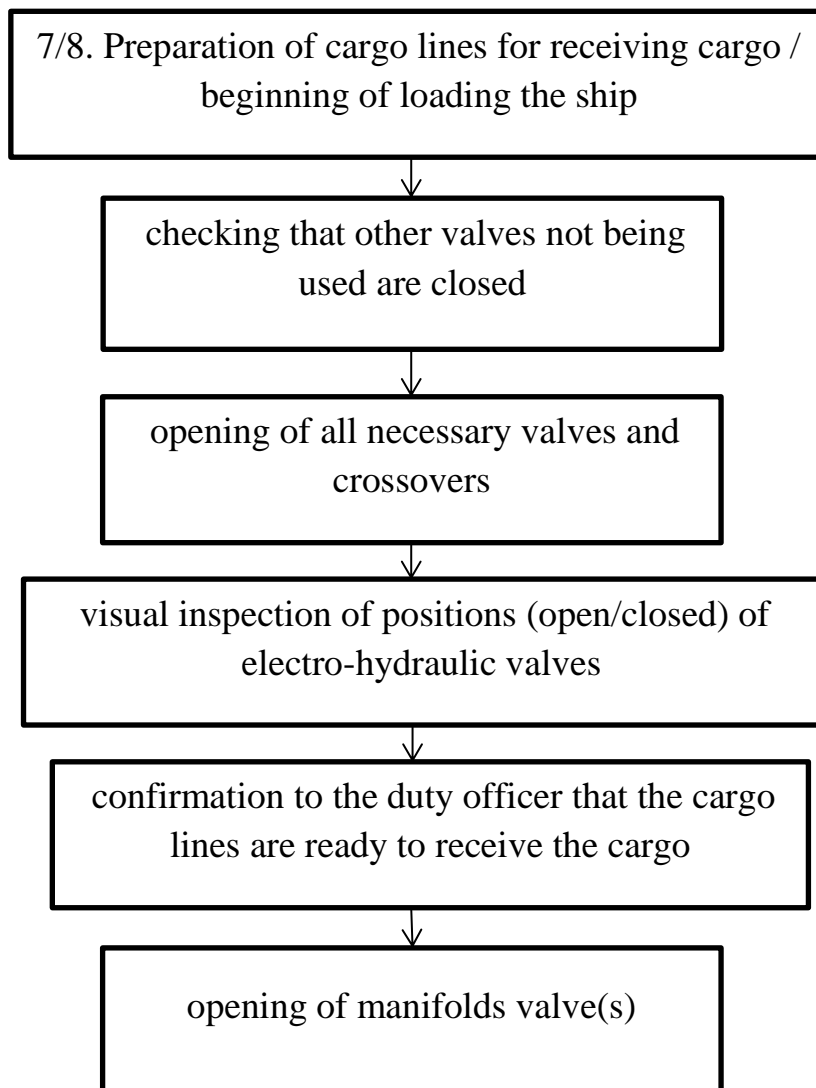 7/8. Preparation of cargo lines for receiving cargo /
beginning of loading the ship
checking that other valves not being
used are closed
opening of all necessary valves and
crossovers
visual inspection of positions (open/closed) of
electro-hydraulic valves
confirmation to the duty officer that the cargo
lines are ready to receive the cargo
opening of manifolds valve(s)